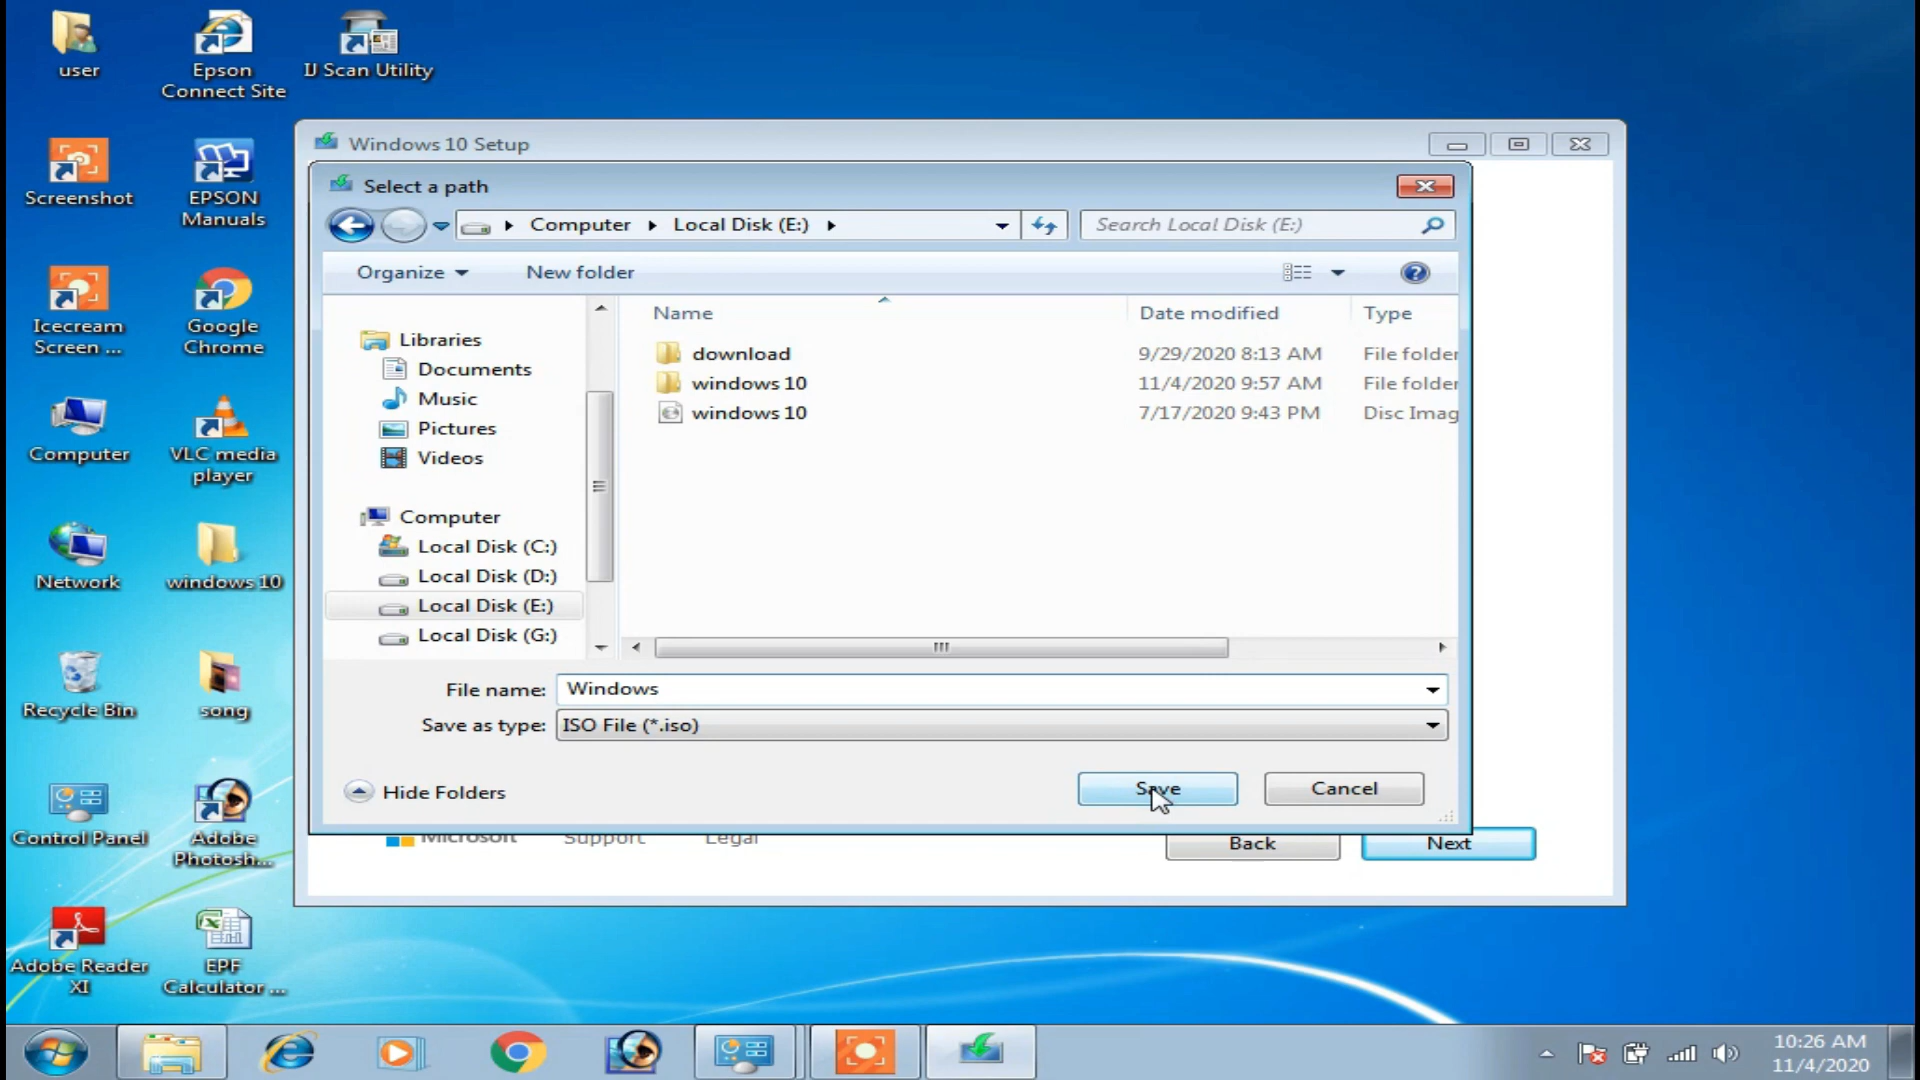 user
Epson
Connect Site
IJ Scan Utility
Screenshot
EPSON
Manuals
Icecream
Screen ...
Google
Chrome
Computer
VLC media
player
Network
windows 10
Recycle Bin
song
Control Panel
Adobe
Photosh...
Adobe Reader
XI
EPF
Calculator ...
Windows 10 Setup
Select a path
Computer
Local Disk (E:)
Search Local Disk (E:)
Organize
New folder
Libraries
Documents
Music
Pictures
Videos
Computer
Local Disk (C:)
Local Disk (D:)
Local Disk (E:)
Local Disk (G:)
Name Date modified Type
download 9/29/2020 8:13 AM File folder
windows 10 11/4/2020 9:57 AM File folder
windows 10 7/17/2020 9:43 PM Disc Imag
File name: Windows
Save as type: ISO File (*.iso)
Hide Folders
Save
Cancel
Microsoft Support Legal
Back
Next
10:26 AM
11/4/2020